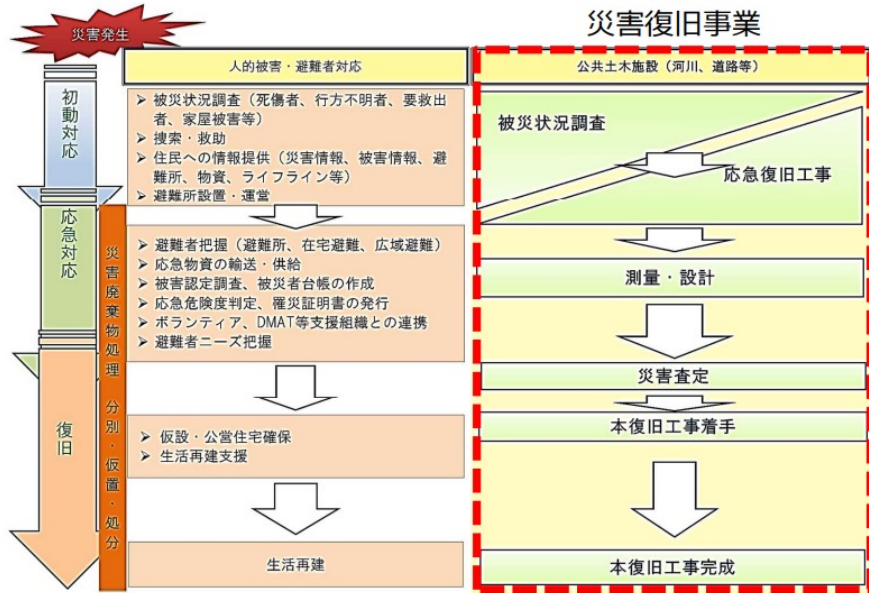 災害復旧事業
災害発生
人的被害・避難者対応
公共土木施設（河川、道路等）
初動対応
➢ 被災状況調査（死傷者、行方不明者、要救出
者、家屋被害等）
➢ 捜索・救助
➢ 住民への情報提供（災害情報、被害情報、避
難所、物資、ライフライン等）
➢ 避難所設置・運営
被災状況調査
応急復旧工事
応急対応
災害廃棄物処理　分別・仮置・処分
➢ 避難者把握（避難所、在宅避難、広域避難）
➢ 応急物資の輸送・供給
➢ 被害認定調査、被災者台帳の作成
➢ 応急危険度判定、罹災証明書の発行
➢ ボランティア、DMAT等支援組織との連携
➢ 避難者ニーズ把握
測量・設計
災害査定
復旧
➢ 仮設・公営住宅確保
➢ 生活再建支援
本復旧工事着手
生活再建
本復旧工事完成